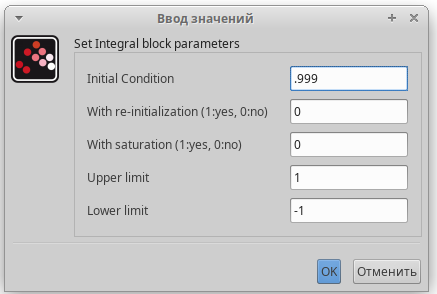 Ввод значений
Set Integral block parameters
Initial Condition .999
With re-initialization (1:yes, 0:no) 0
With saturation (1:yes, 0:no) 0
Upper limit 1
Lower limit -1
OK Отменить